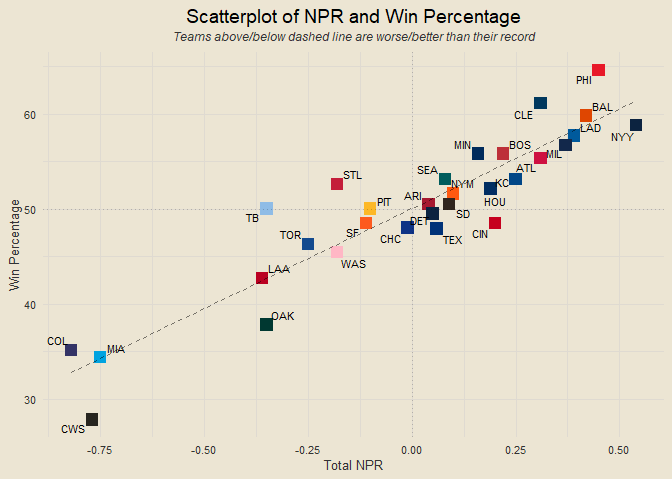 Scatterplot of NPR and Win Percentage
Teams above/below dashed line are worse/better than their record
PHI
CLE
BAL
60
LAD
NYY
MIN
BOS
MIL
ATL
SEA
STL
NYM
KC
ARI
HOU
PIT
50
TB
DET
SD
SF
CHC
TEX
CIN
TOR
WAS
LAA
40
OAK
COL
MIA
30
CWS
Win Percentage
-0.75
-0.50
-0.25
0.00
0.25
0.50
Total NPR